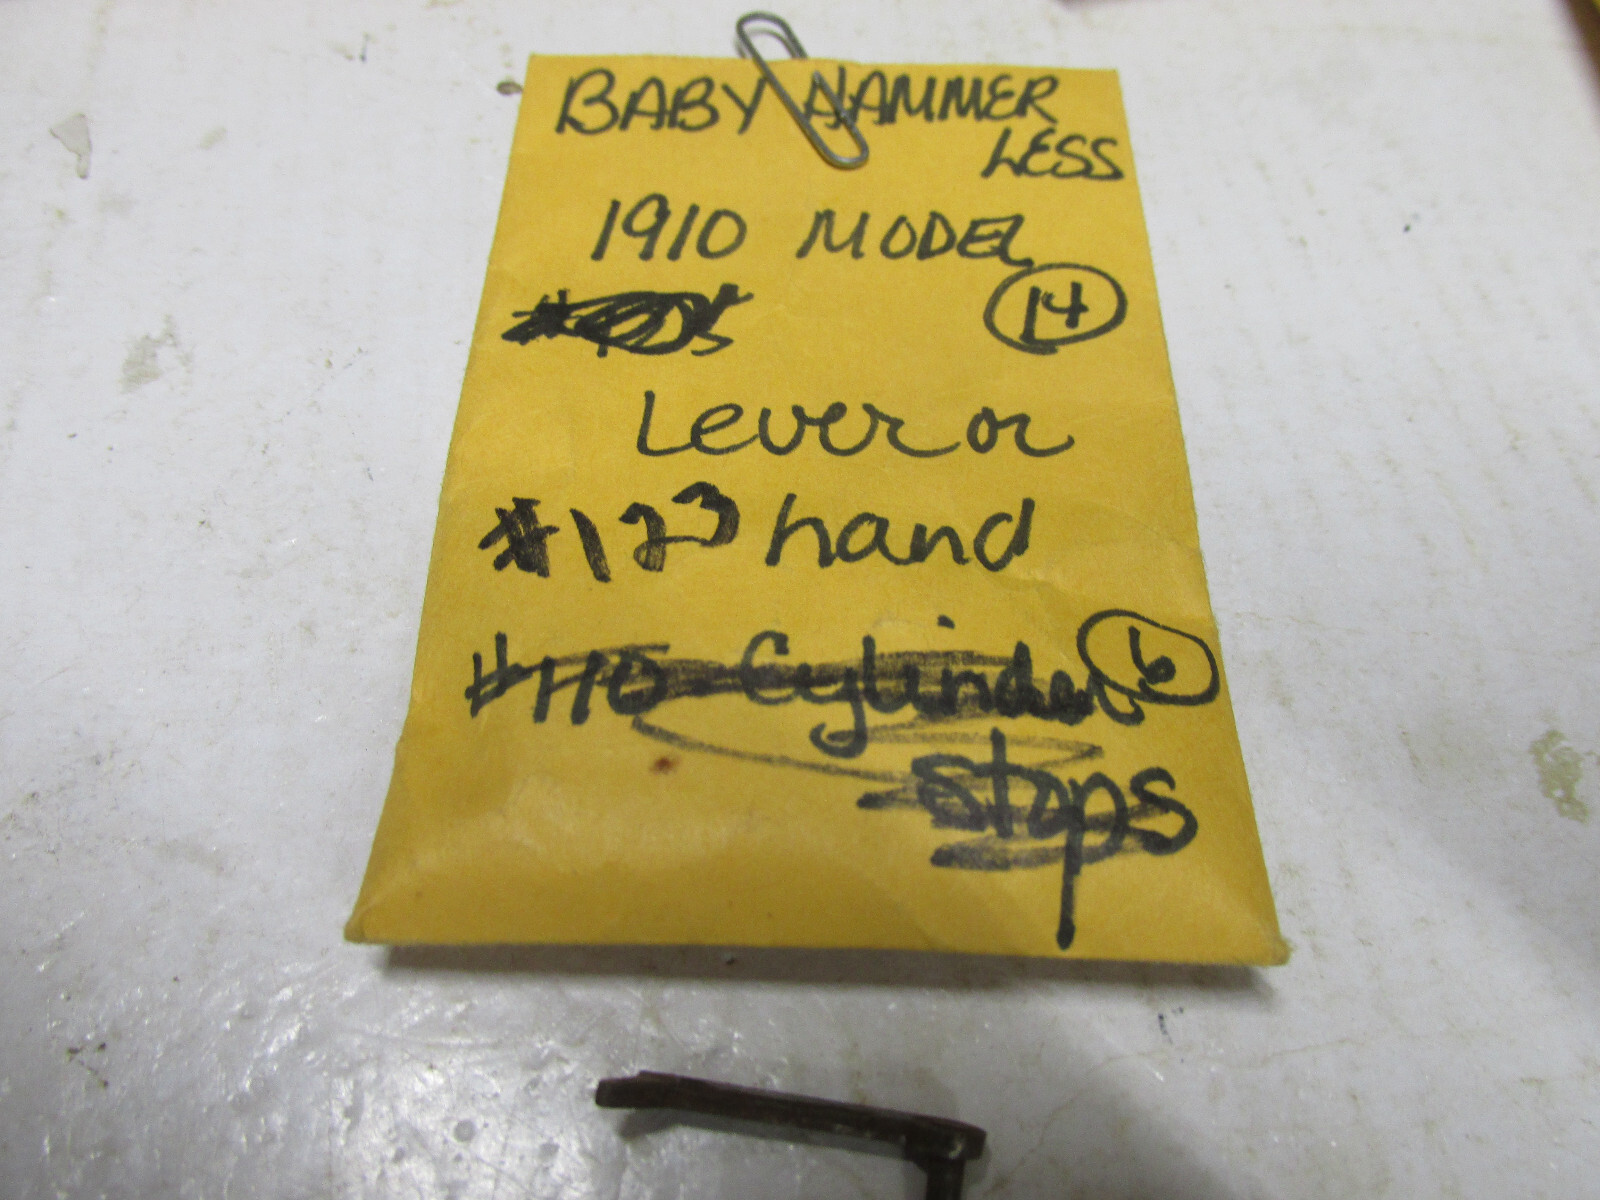 BABY HAMMER
LESS
1910 MODEL
14
Lever or
#123 hand
#110 Cylinder 6
stops